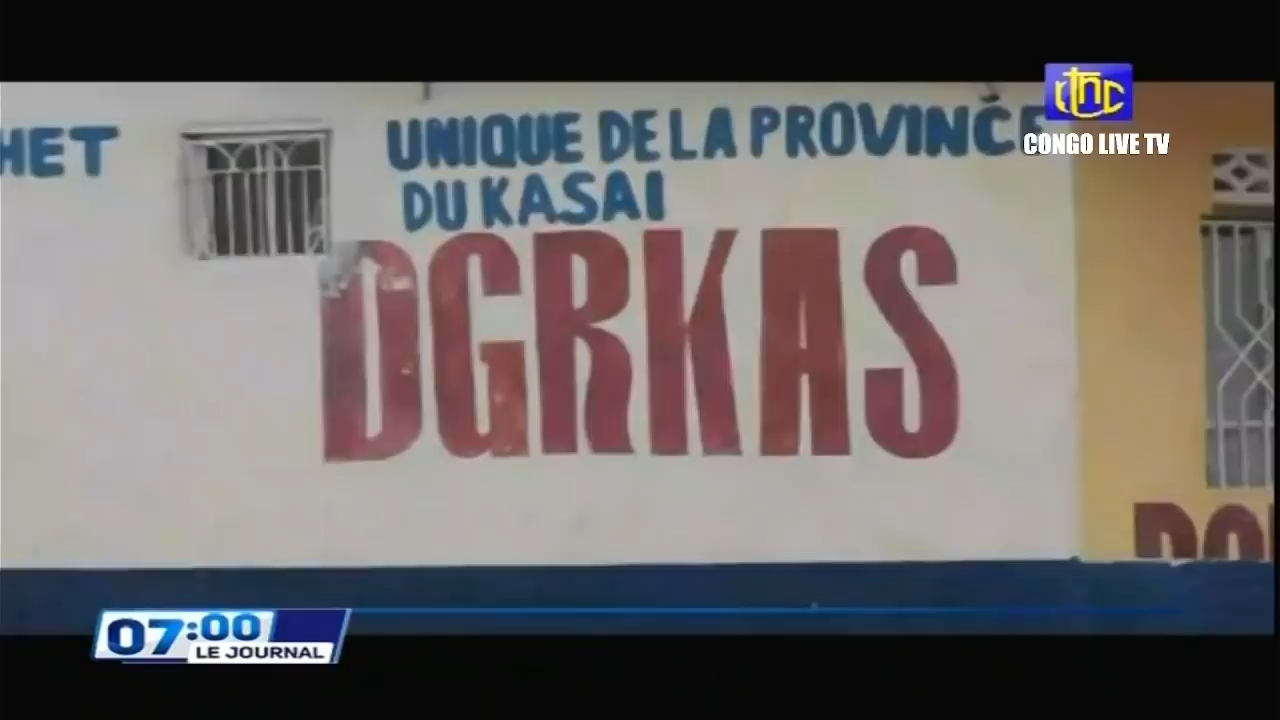 CONGO LIVE TV
HET
UNIQUE DE LA PROVINCE
DU KASAI
DGRKAS
07:00
LE JOURNAL